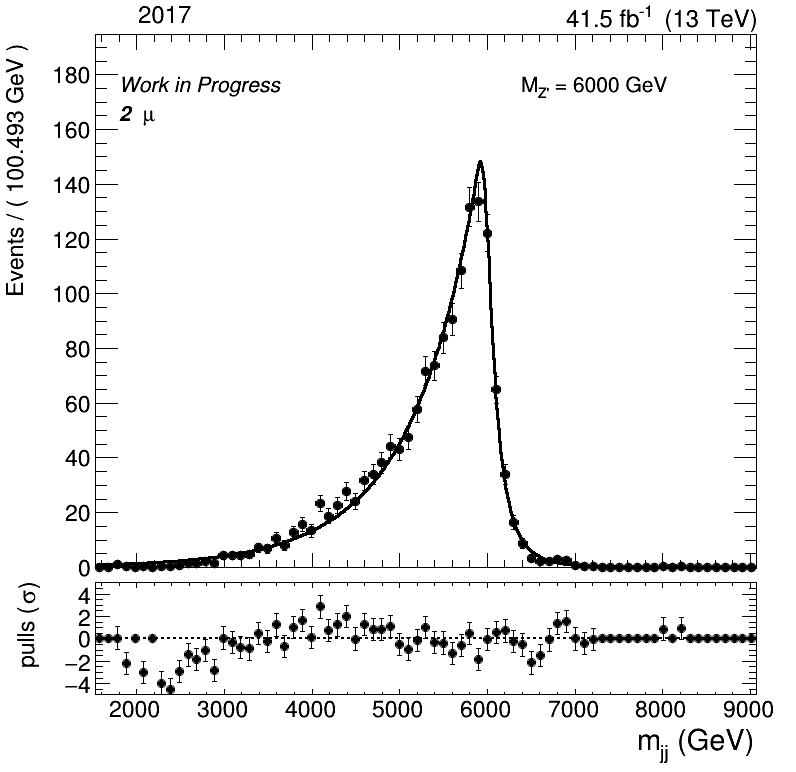 2017 41.5 fb⁻¹ (13 TeV)
Events / ( 100.493 GeV )
180
160
140
120
100
80
60
40
20
0
Work in Progress
2 μ
M_Z' = 6000 GeV
pulls (σ)
4
2
0
−2
−4
2000 3000 4000 5000 6000 7000 8000 9000
m_jj (GeV)